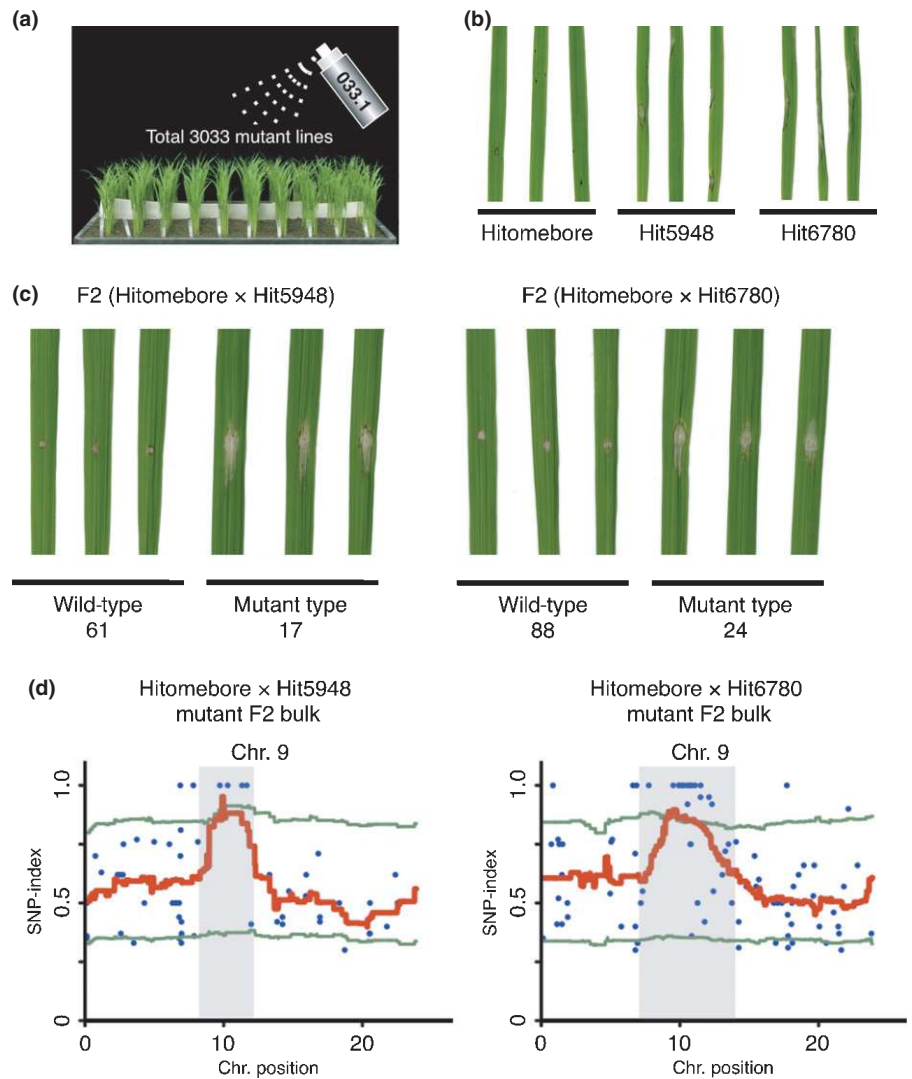 (a)
033.1
Total 3033 mutant lines
(b)
Hitomebore Hit5948 Hit6780
(c)
F2 (Hitomebore × Hit5948)
Wild-type
61
Mutant type
17
F2 (Hitomebore × Hit6780)
Wild-type
88
Mutant type
24
(d)
Hitomebore × Hit5948
mutant F2 bulk
Chr. 9
SNP-index
1.0
0.5
0
0 10 20
Chr. position
Hitomebore × Hit6780
mutant F2 bulk
Chr. 9
SNP-index
1.0
0.5
0
0 10 20
Chr. position